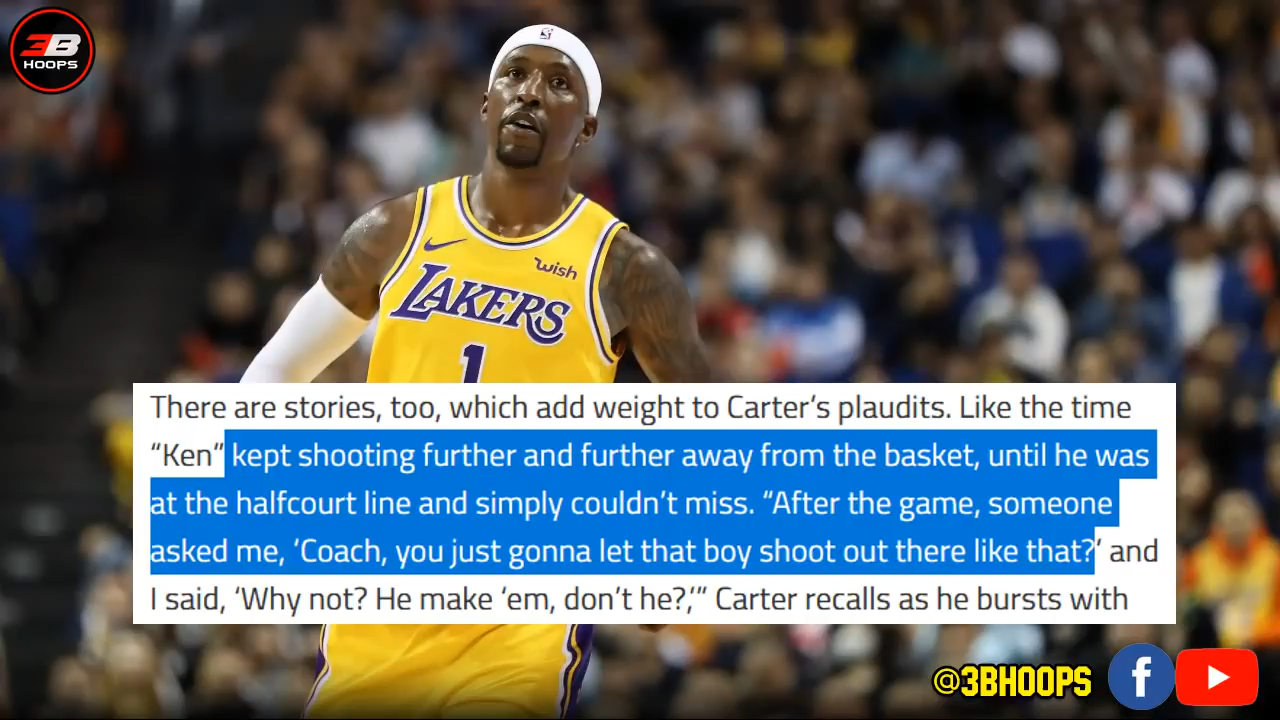 3B
HOOPS
wish
LAKERS
1
There are stories, too, which add weight to Carter’s plaudits. Like the time
“Ken” kept shooting further and further away from the basket, until he was
at the halfcourt line and simply couldn’t miss. “After the game, someone
asked me, ‘Coach, you just gonna let that boy shoot out there like that?’ and
I said, ‘Why not? He make ‘em, don’t he?,’” Carter recalls as he bursts with
@3BHOOPS
f